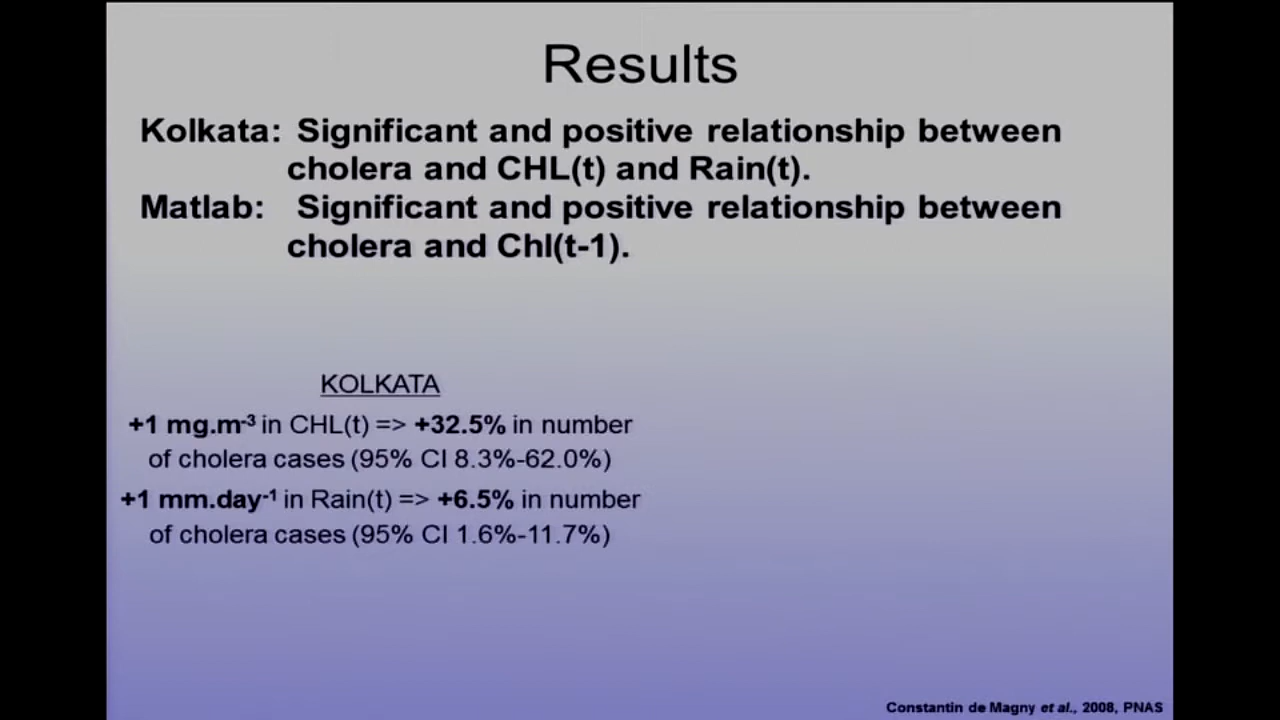 Results
Kolkata: Significant and positive relationship between
cholera and CHL(t) and Rain(t).
Matlab: Significant and positive relationship between
cholera and Chl(t-1).
KOLKATA
+1 mg.m⁻³ in CHL(t) => +32.5% in number
of cholera cases (95% CI 8.3%-62.0%)
+1 mm.day⁻¹ in Rain(t) => +6.5% in number
of cholera cases (95% CI 1.6%-11.7%)
Constantin de Magny et al., 2008, PNAS